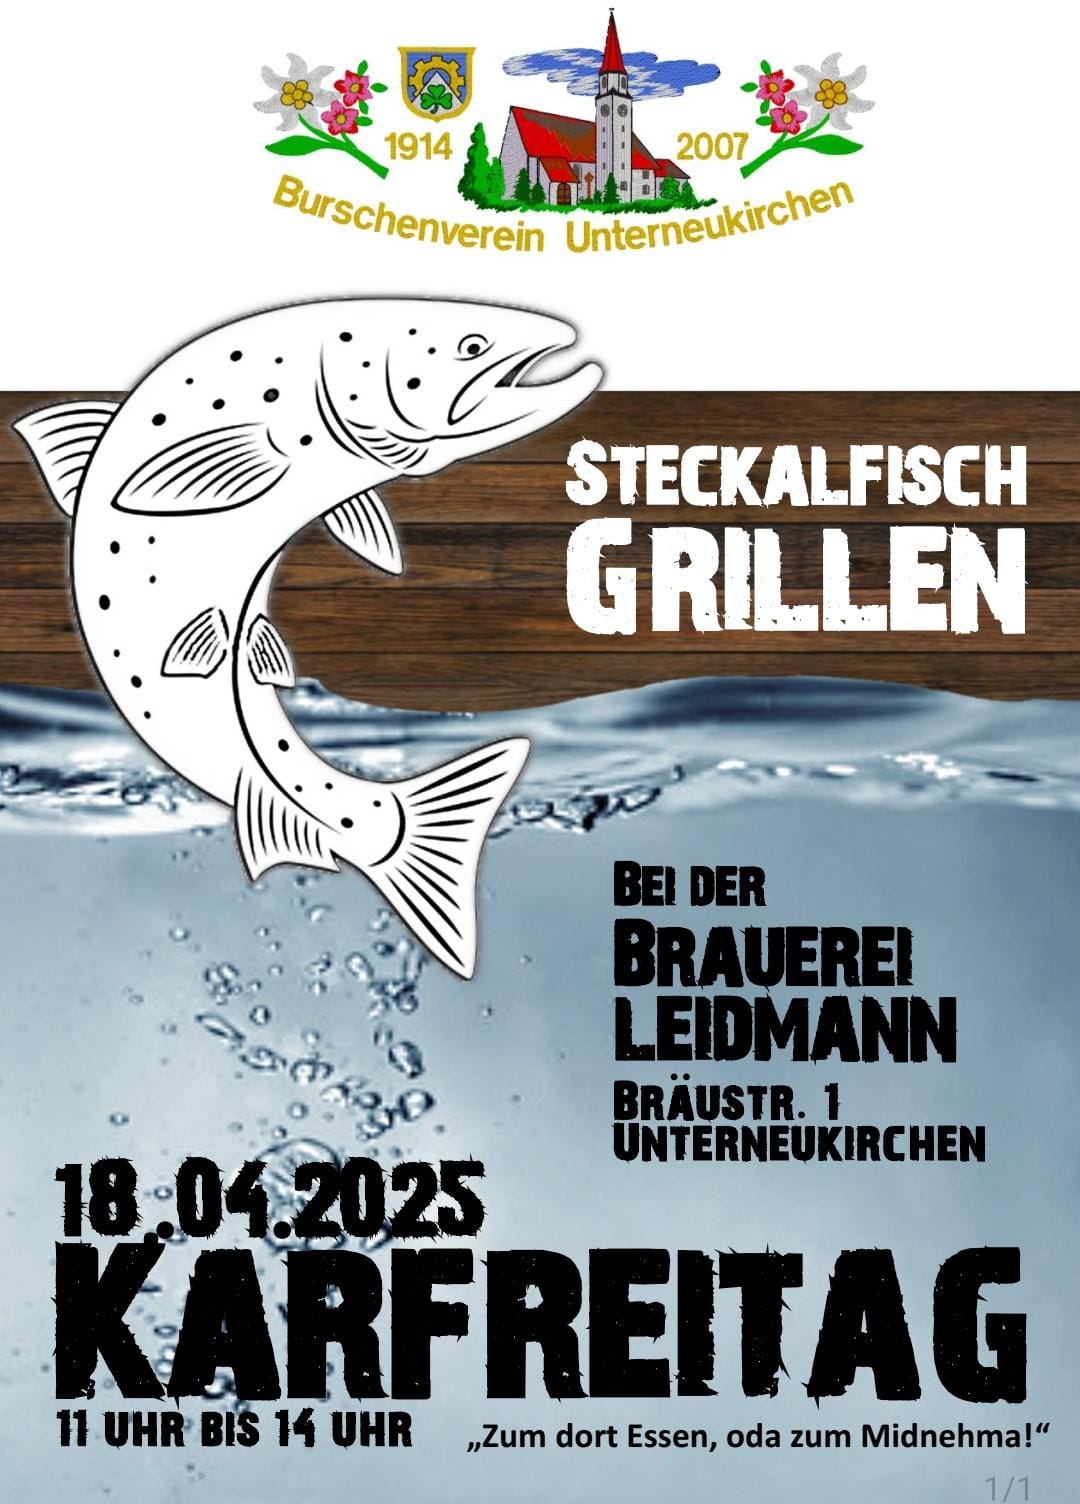 1914 2007
Burschenverein Unterneukirchen
STECKALFISCH
GRILLEN
BEI DER
BRAUEREI
LEIDMANN
BRÄUSTR. 1
UNTERNEUKIRCHEN
18.04.2025
KARFREITAG
11 UHR BIS 14 UHR
„Zum dort Essen, oda zum Midnehma!“
1/1